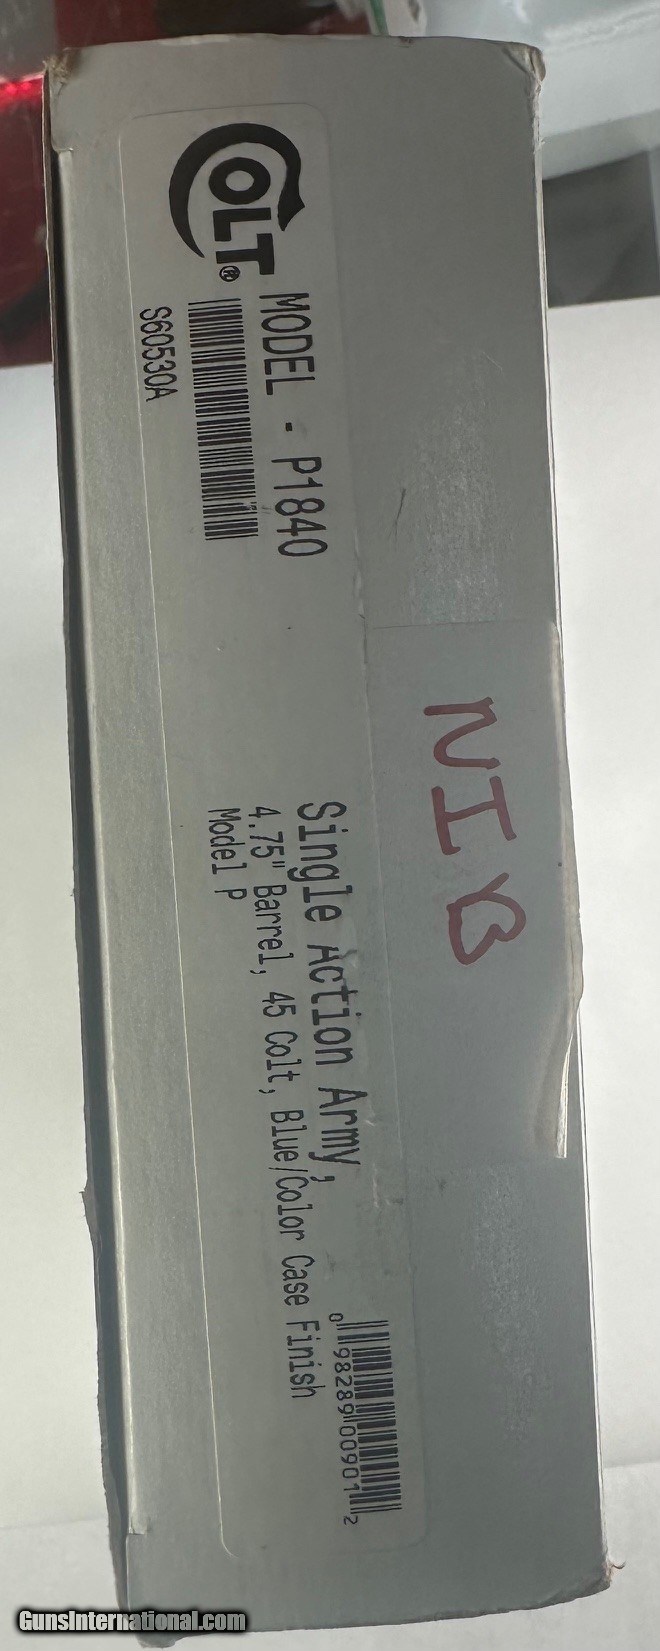 COLT®
MODEL - P1840
S60530A
Single Action Army,
4.75" Barrel, 45 Colt, Blue/Color Case Finish
Model P
0 98289 00901 2
NIB
GunsInternational.com